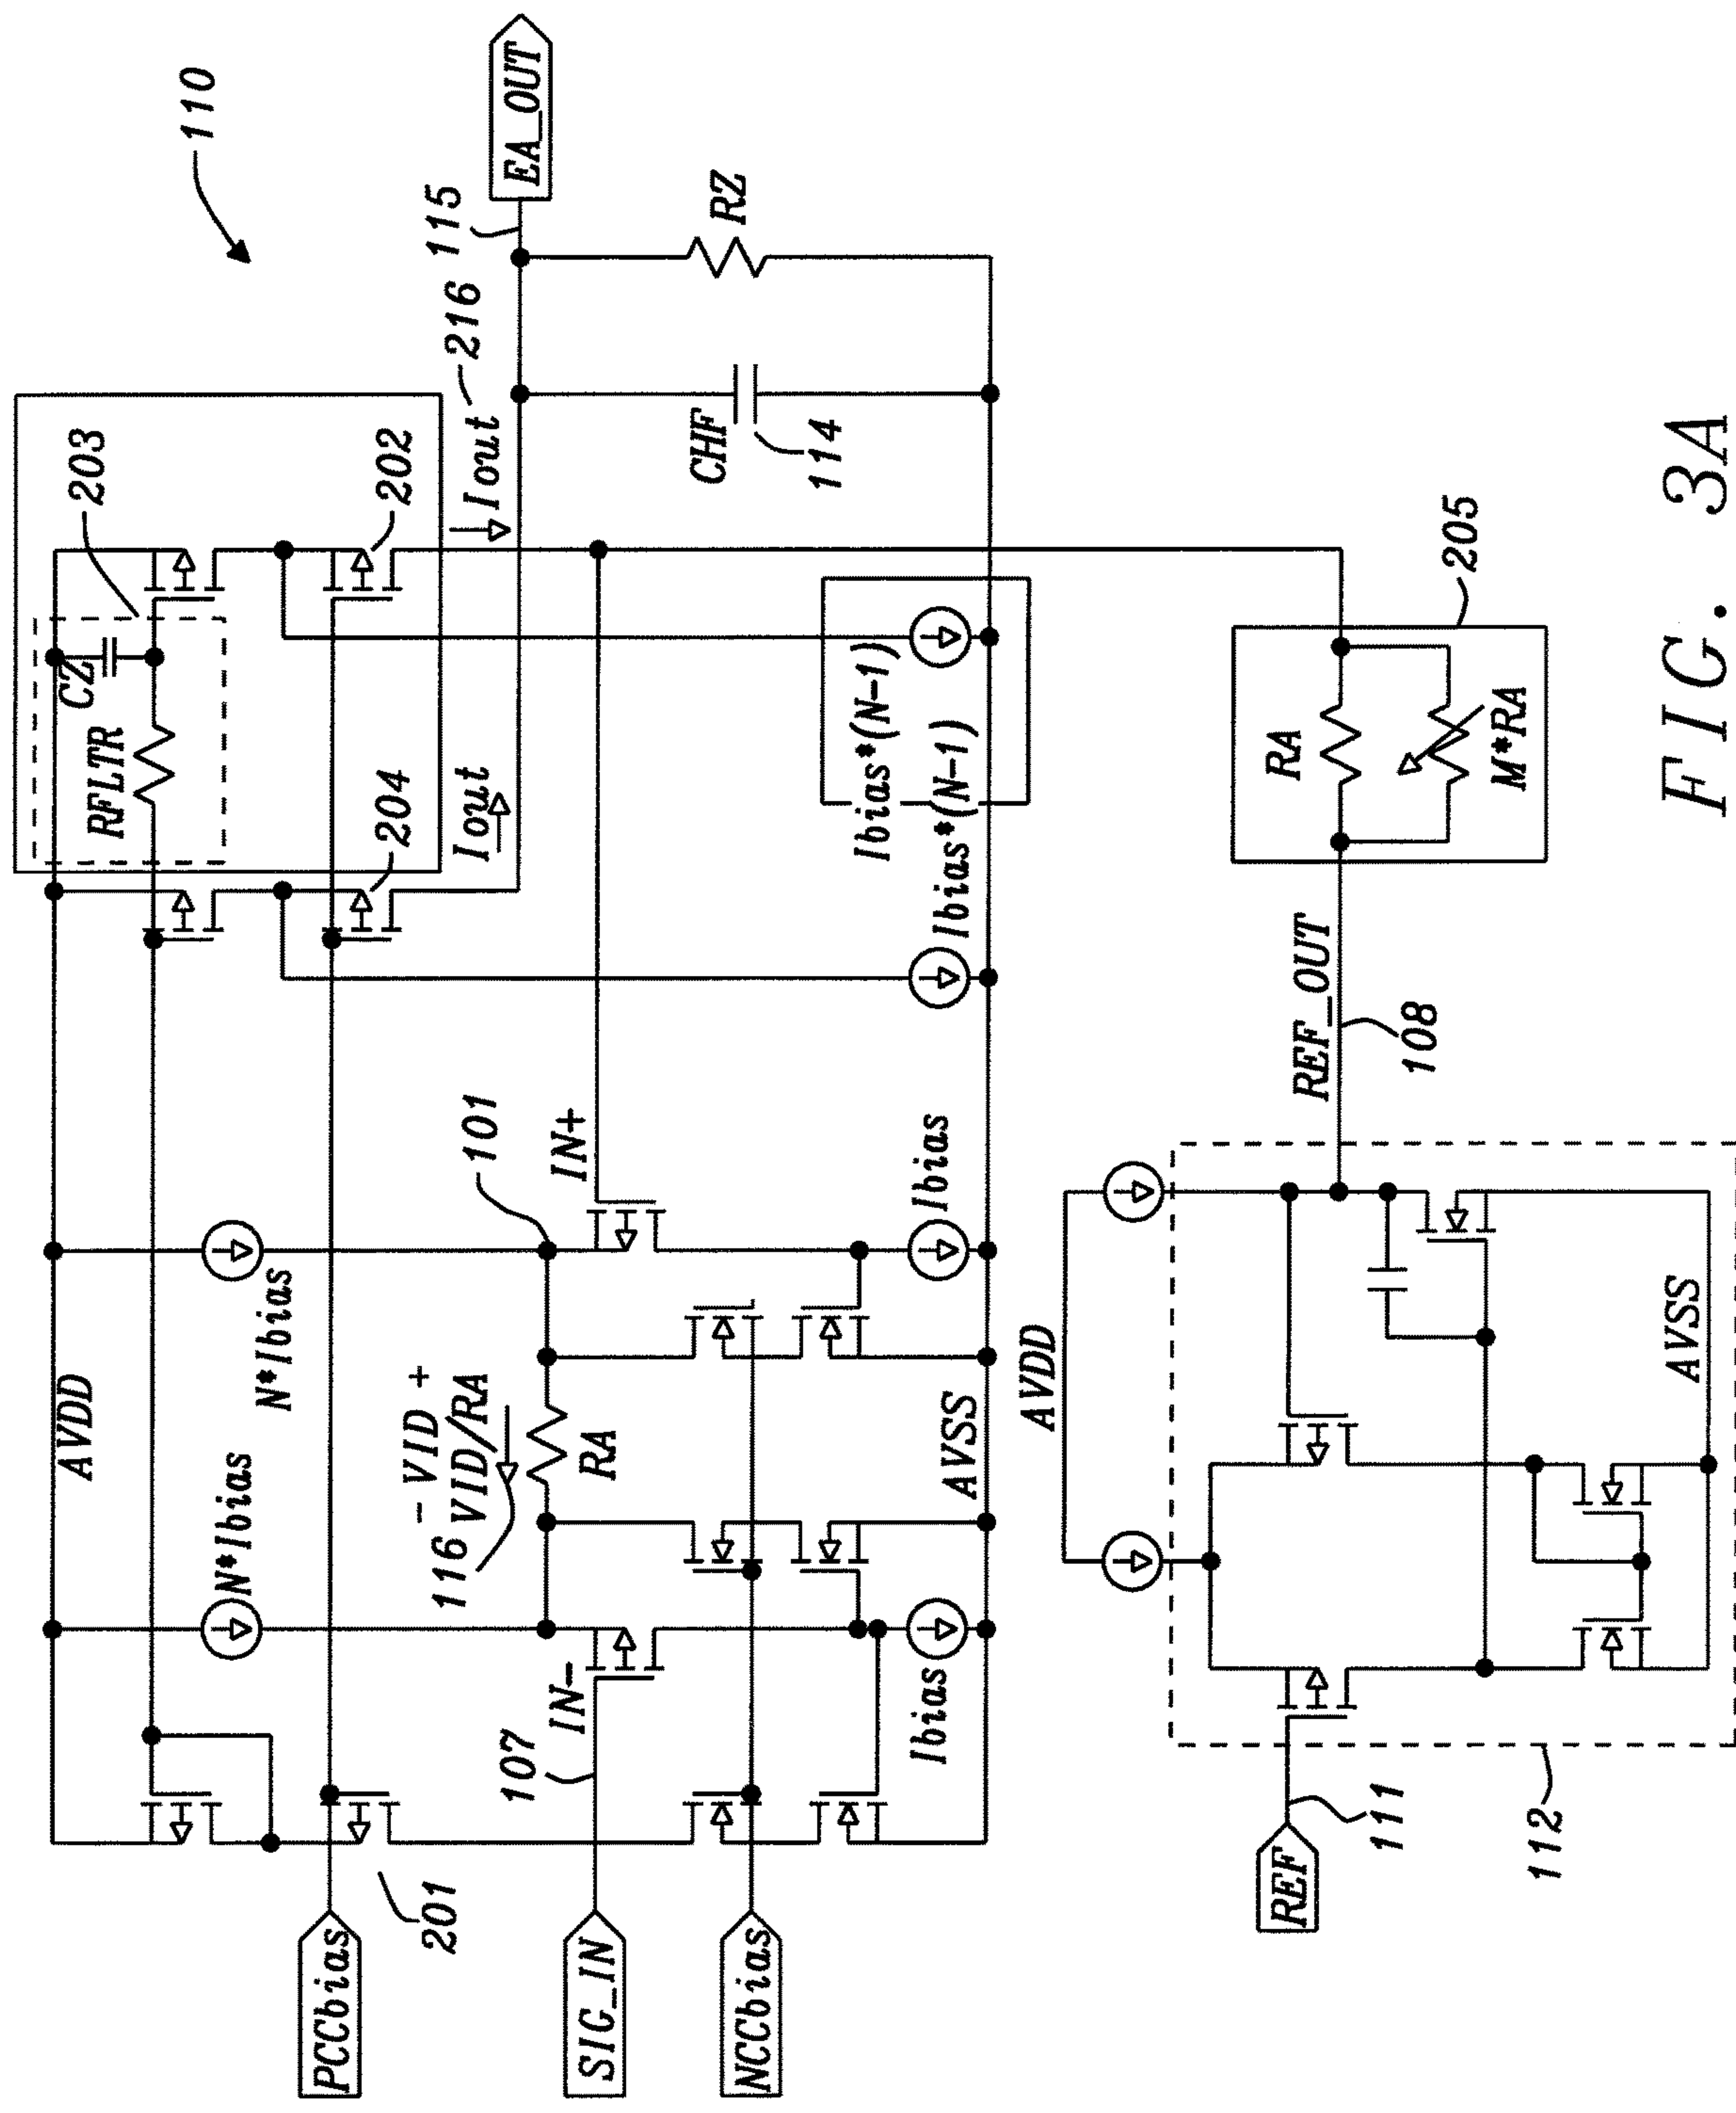 110
203
CZ
RFLTR
202
204
Iout
216
Iout
115
EA_OUT
CHF
114
RZ
AVDD
N*Ibias
N*Ibias
101
IN+
- VID +
116
VID/RA
RA
PCCbias
201
SIG_IN
107
IN-
NCCbias
Ibias
AVSS
Ibias
Ibias*(N-1)
Ibias*(N-1)
AVDD
REF_OUT
108
RA
M*RA
205
REF
111
112
AVSS
FIG. 3A